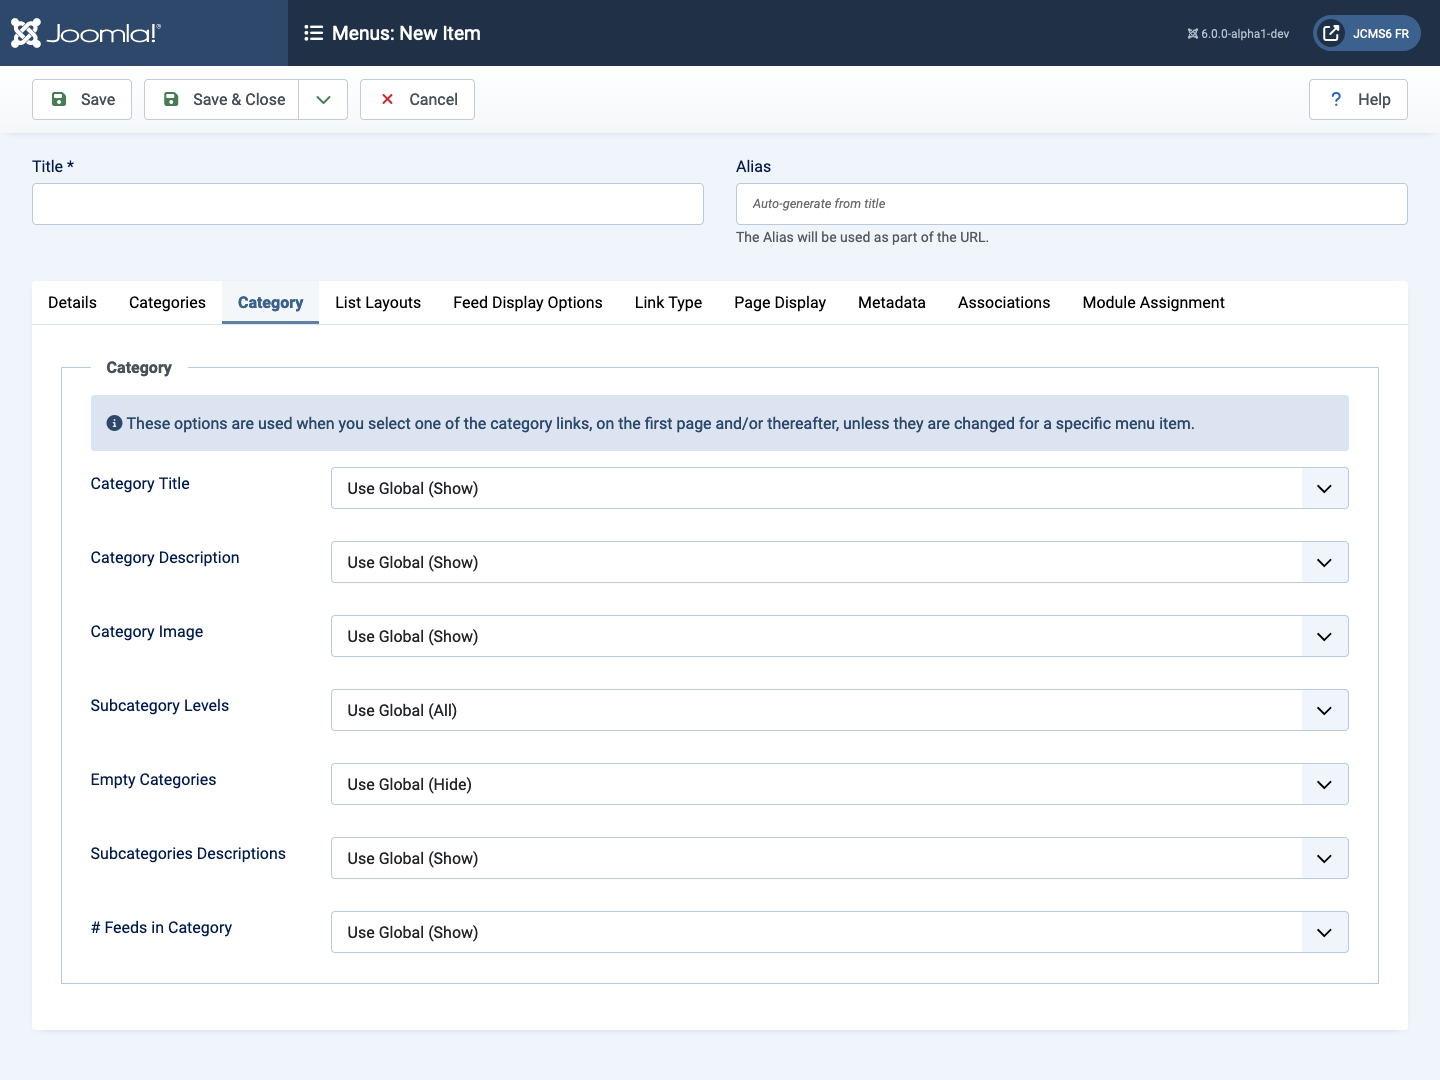 Joomla!®
Menus: New Item
6.0.0-alpha1-dev
JCMS6 FR
Save
Save & Close
Cancel
? Help
Title *
Alias
Auto-generate from title
The Alias will be used as part of the URL.
Details Categories Category List Layouts Feed Display Options Link Type Page Display Metadata Associations Module Assignment
Category
These options are used when you select one of the category links, on the first page and/or thereafter, unless they are changed for a specific menu item.
Category Title
Use Global (Show)
Category Description
Use Global (Show)
Category Image
Use Global (Show)
Subcategory Levels
Use Global (All)
Empty Categories
Use Global (Hide)
Subcategories Descriptions
Use Global (Show)
# Feeds in Category
Use Global (Show)